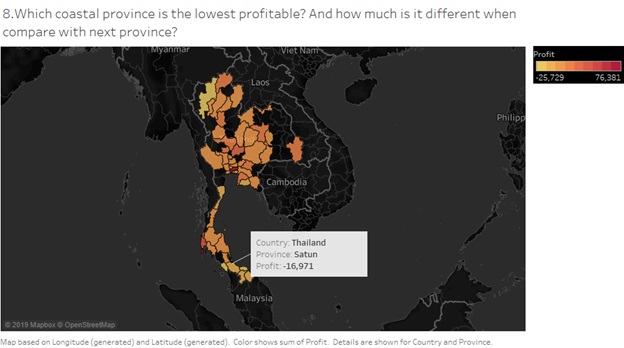 8.Which coastal province is the lowest profitable? And how much is it different when
compare with next province?
Myanmar
Viet Nam
Laos
Philipp
Cambodia
Country: Thailand
Province: Satun
Profit: -16,971
Malaysia
© 2019 Mapbox © OpenStreetMap
Profit
-25,729 76,381
Map based on Longitude (generated) and Latitude (generated). Color shows sum of Profit. Details are shown for Country and Province.